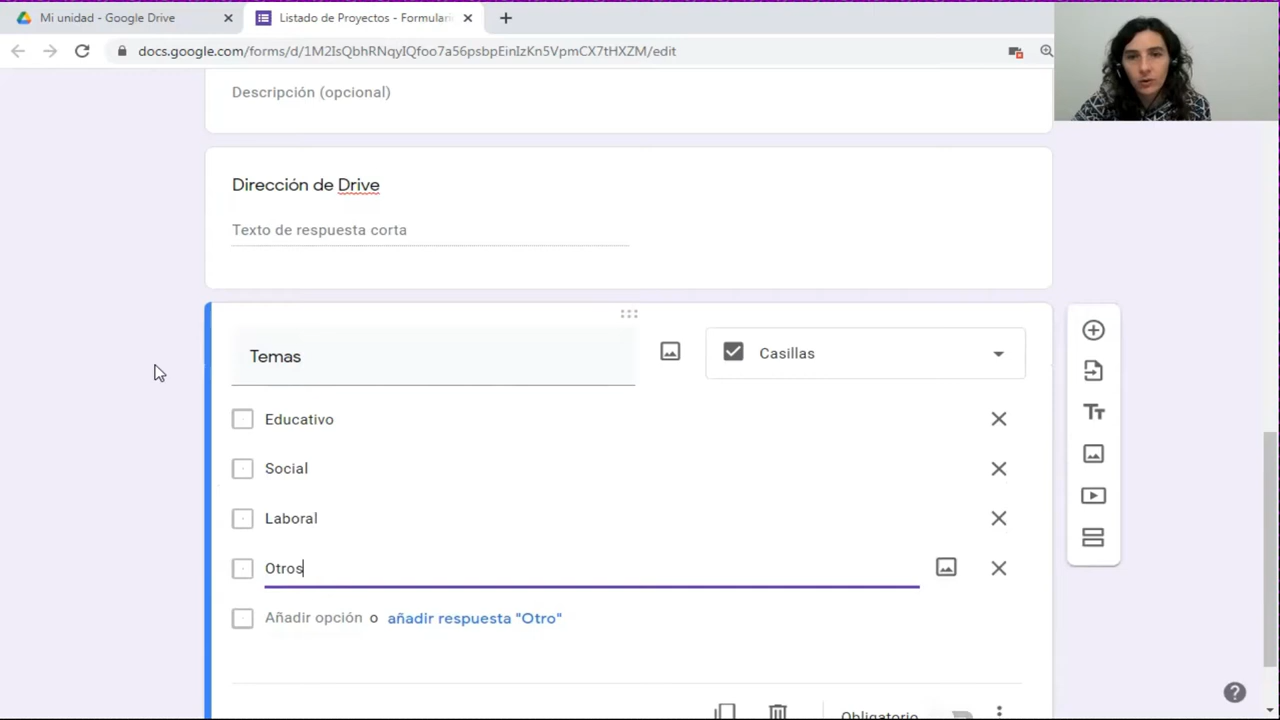 Mi unidad - Google Drive
Listado de Proyectos - Formulari
docs.google.com/forms/d/1M2IsQbhRNqyIQfoo7a56psbpEinIzKn5VpmCX7tHXZM/edit
Descripción (opcional)
Dirección de Drive
Texto de respuesta corta
Temas
Casillas
Educativo
Social
Laboral
Otros
Añadir opción o añadir respuesta "Otro"
Obligatorio